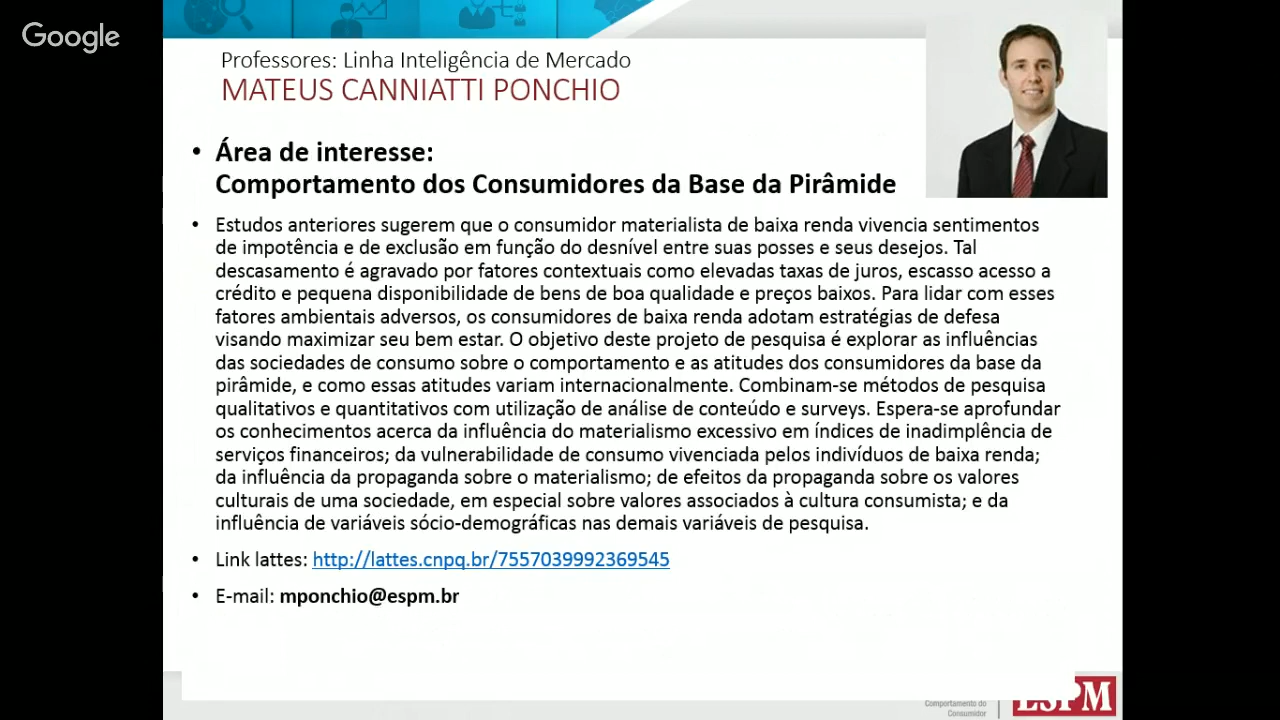 Google
Professores: Linha Inteligência de Mercado
MATEUS CANNIATTI PONCHIO
• Área de interesse:
Comportamento dos Consumidores da Base da Pirâmide
• Estudos anteriores sugerem que o consumidor materialista de baixa renda vivencia sentimentos
de impotência e de exclusão em função do desnível entre suas posses e seus desejos. Tal
descasamento é agravado por fatores contextuais como elevadas taxas de juros, escasso acesso a
crédito e pequena disponibilidade de bens de boa qualidade e preços baixos. Para lidar com esses
fatores ambientais adversos, os consumidores de baixa renda adotam estratégias de defesa
visando maximizar seu bem estar. O objetivo deste projeto de pesquisa é explorar as influências
das sociedades de consumo sobre o comportamento e as atitudes dos consumidores da base da
pirâmide, e como essas atitudes variam internacionalmente. Combinam-se métodos de pesquisa
qualitativos e quantitativos com utilização de análise de conteúdo e surveys. Espera-se aprofundar
os conhecimentos acerca da influência do materialismo excessivo em índices de inadimplência de
serviços financeiros; da vulnerabilidade de consumo vivenciada pelos indivíduos de baixa renda;
da influência da propaganda sobre o materialismo; de efeitos da propaganda sobre os valores
culturais de uma sociedade, em especial sobre valores associados à cultura consumista; e da
influência de variáveis sócio-demográficas nas demais variáveis de pesquisa.
• Link lattes: http://lattes.cnpq.br/7557039992369545
• E-mail: mponchio@espm.br
Comportamento do
Consumidor
ESPM